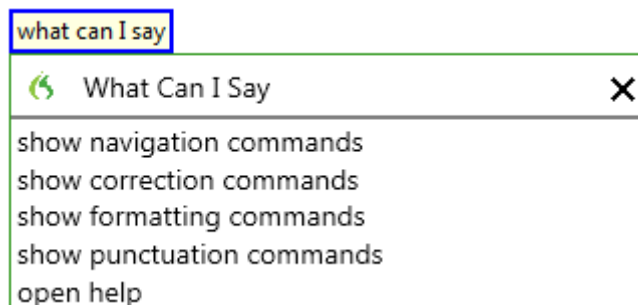 what can I say
What Can I Say
show navigation commands
show correction commands
show formatting commands
show punctuation commands
open help